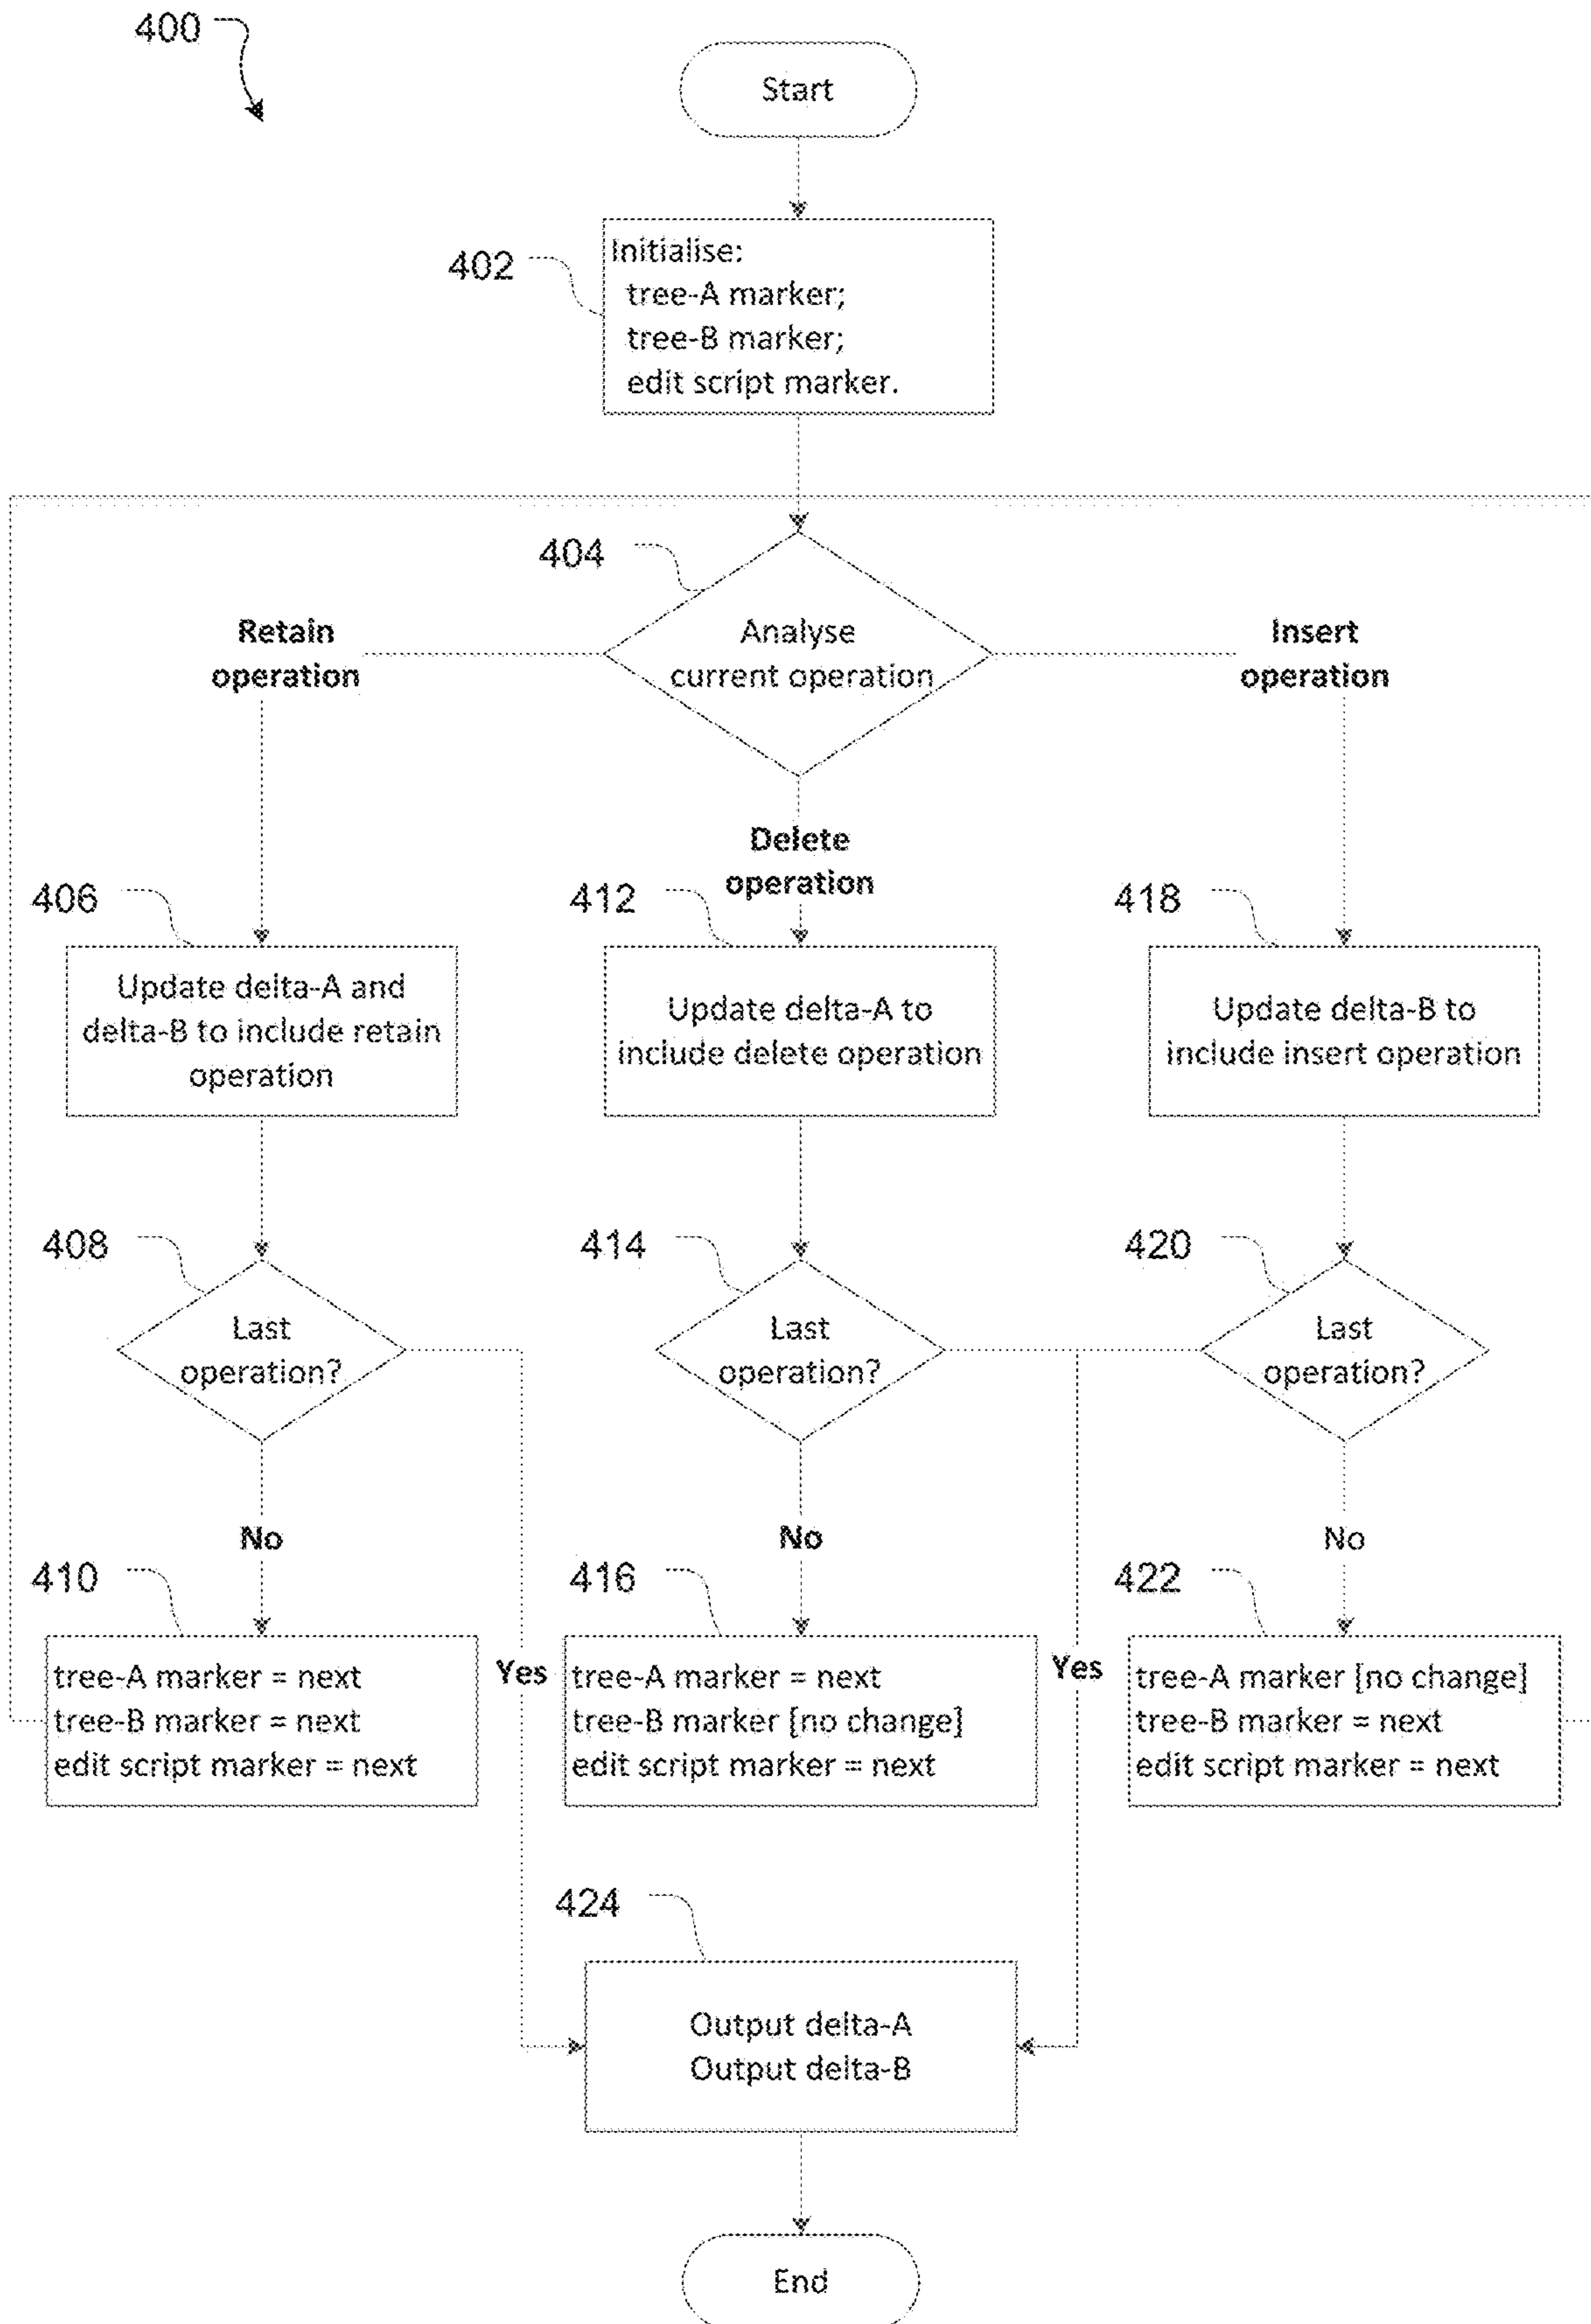 400
Start
402
Initialise:
tree-A marker;
tree-B marker;
edit script marker.
404
Analyse
current operation
Retain
operation
Insert
operation
Delete
operation
406
Update delta-A and
delta-B to include retain
operation
412
Update delta-A to
include delete operation
418
Update delta-B to
include insert operation
408
Last
operation?
414
Last
operation?
420
Last
operation?
No
No
No
410
tree-A marker = next
tree-B marker = next
edit script marker = next
Yes
416
tree-A marker = next
tree-B marker [no change]
edit script marker = next
Yes
422
tree-A marker [no change]
tree-B marker = next
edit script marker = next
424
Output delta-A
Output delta-B
End